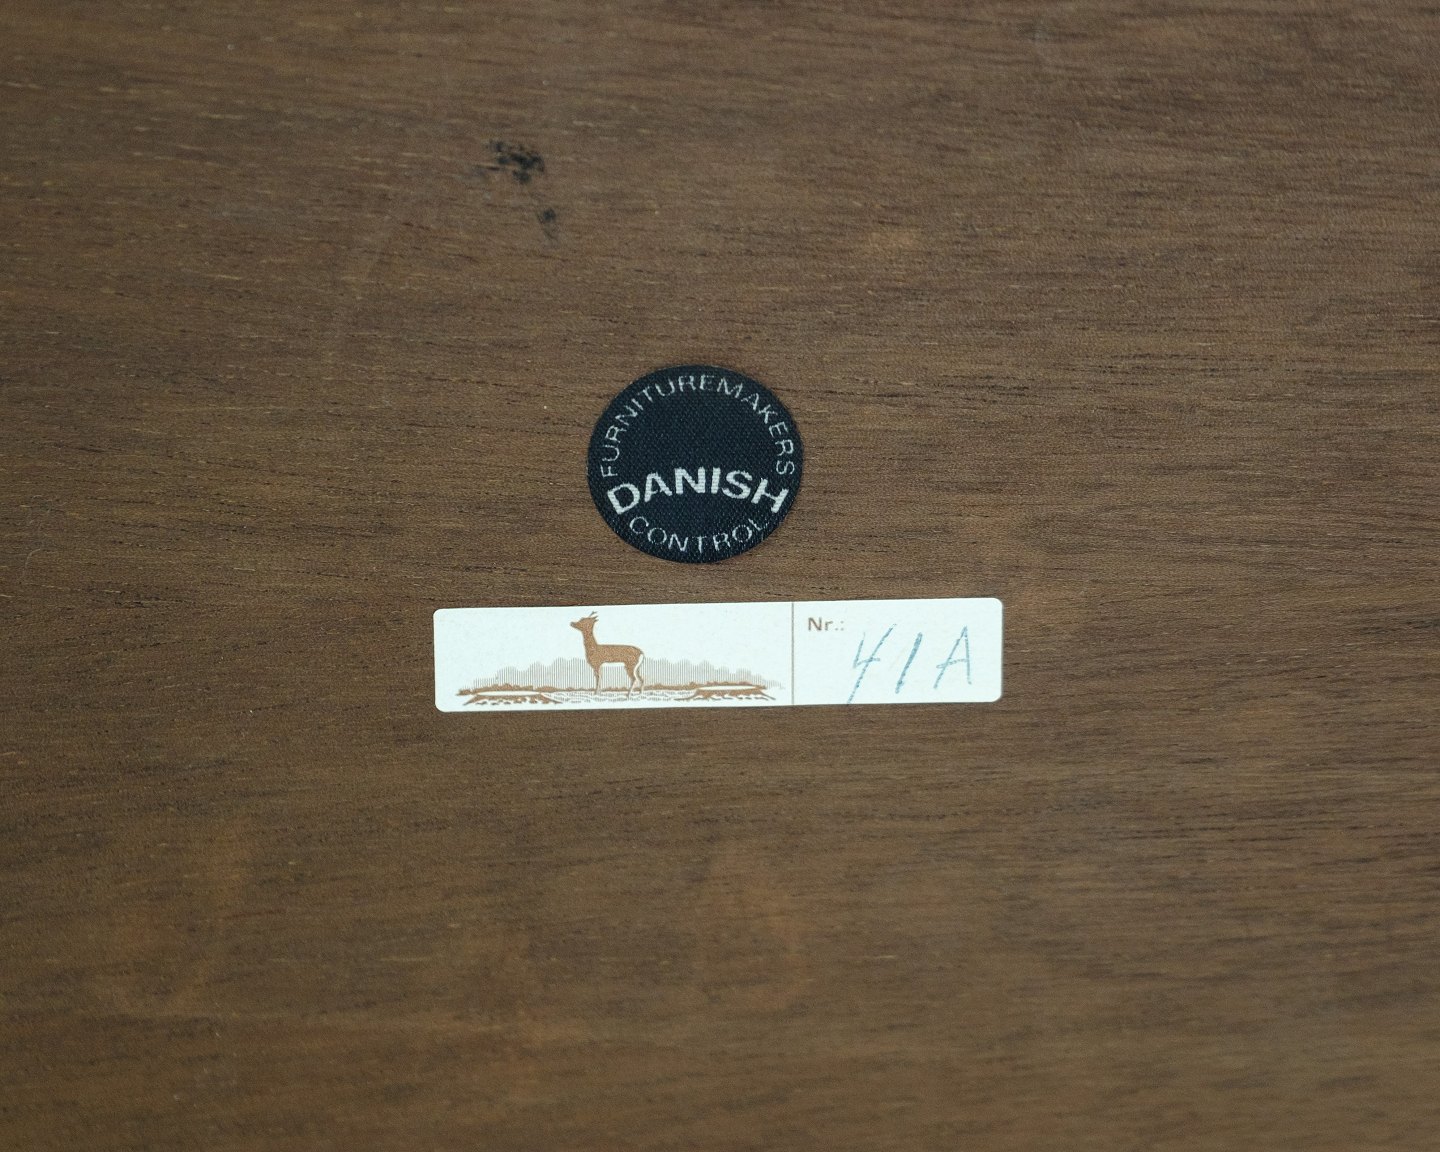 FURNITUREMAKERS
DANISH
CONTROL
Nr.: 41A